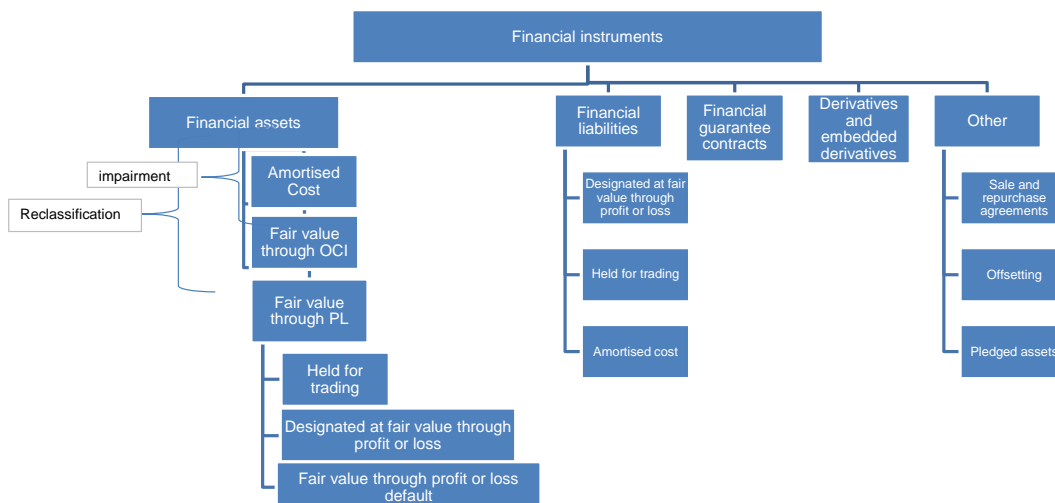 Financial instruments
Financial assets
Financial
liabilities
Financial
guarantee
contracts
Derivatives
and
embedded
derivatives
Other
impairment
Reclassification
Amortised
Cost
Fair value
through OCI
Fair value
through PL
Held for
trading
Designated at fair value through
profit or loss
Fair value through profit or loss
default
Designated at fair
value through
profit or loss
Held for trading
Amortised cost
Sale and
repurchase
agreements
Offsetting
Pledged assets